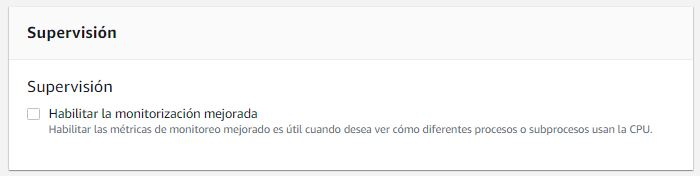 Supervisión
Supervisión
Habilitar la monitorización mejorada
Habilitar las métricas de monitoreo mejorado es útil cuando desea ver cómo diferentes procesos o subprocesos usan la CPU.